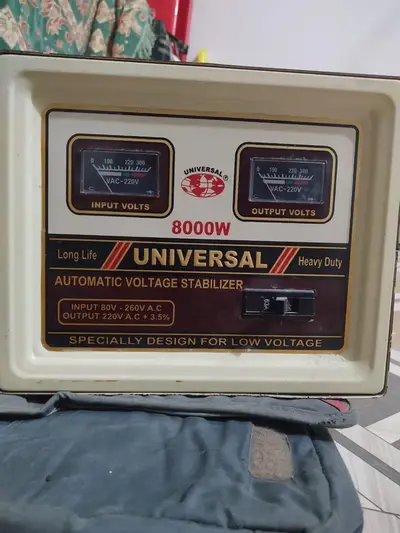 0 100 220 300
VAC-220V
INPUT VOLTS
UNIVERSAL
®
0 100 220 300
VAC-220V
OUTPUT VOLTS
8000W
Long Life
UNIVERSAL
Heavy Duty
AUTOMATIC VOLTAGE STABILIZER
INPUT 80V - 260V A.C
OUTPUT 220V A.C + 3.5%
SPECIALLY DESIGN FOR LOW VOLTAGE